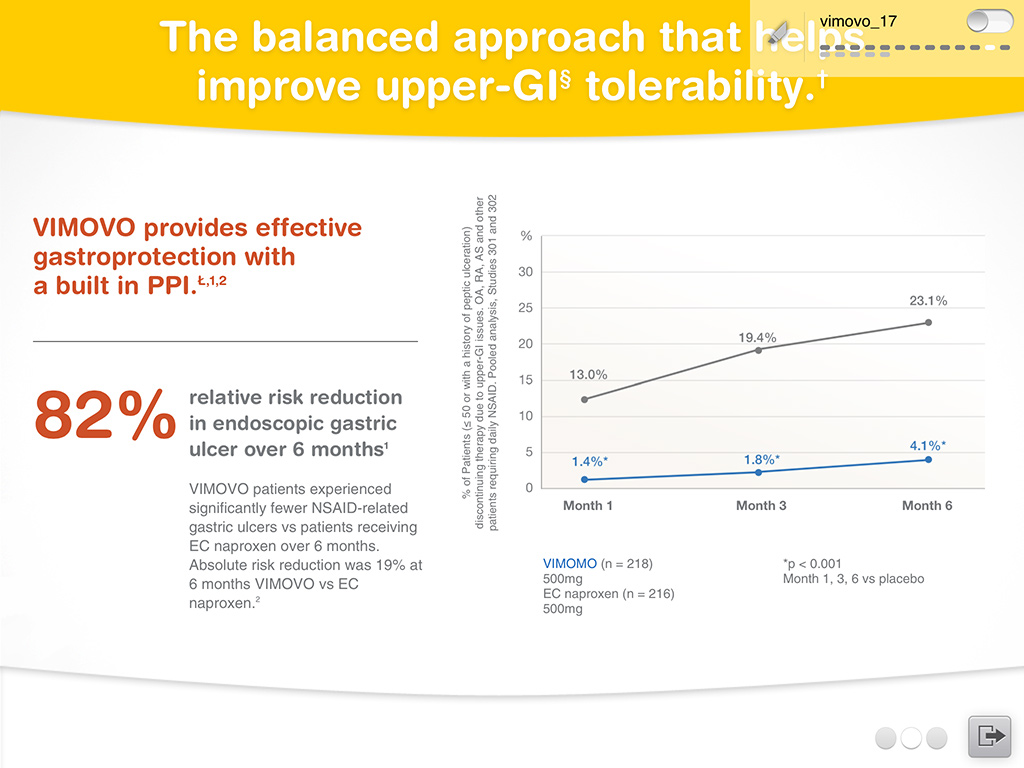 The balanced approach that helps
improve upper-GI§ tolerability.†
vimovo_17
VIMOVO provides effective
gastroprotection with
a built in PPI.Ł,1,2
82%
relative risk reduction
in endoscopic gastric
ulcer over 6 months¹
VIMOVO patients experienced
significantly fewer NSAID-related
gastric ulcers vs patients receiving
EC naproxen over 6 months.
Absolute risk reduction was 19% at
6 months VIMOVO vs EC
naproxen.²
% of Patients (≤ 50 or with a history of peptic ulceration)
discontinuing therapy due to upper-GI issues. OA, RA, AS and other
patients requiring daily NSAID. Pooled analysis, Studies 301 and 302
%
30
25
20
15
10
5
0
13.0%
19.4%
23.1%
1.4%*
1.8%*
4.1%*
Month 1
Month 3
Month 6
VIMOMO (n = 218)
500mg
EC naproxen (n = 216)
500mg
*p < 0.001
Month 1, 3, 6 vs placebo